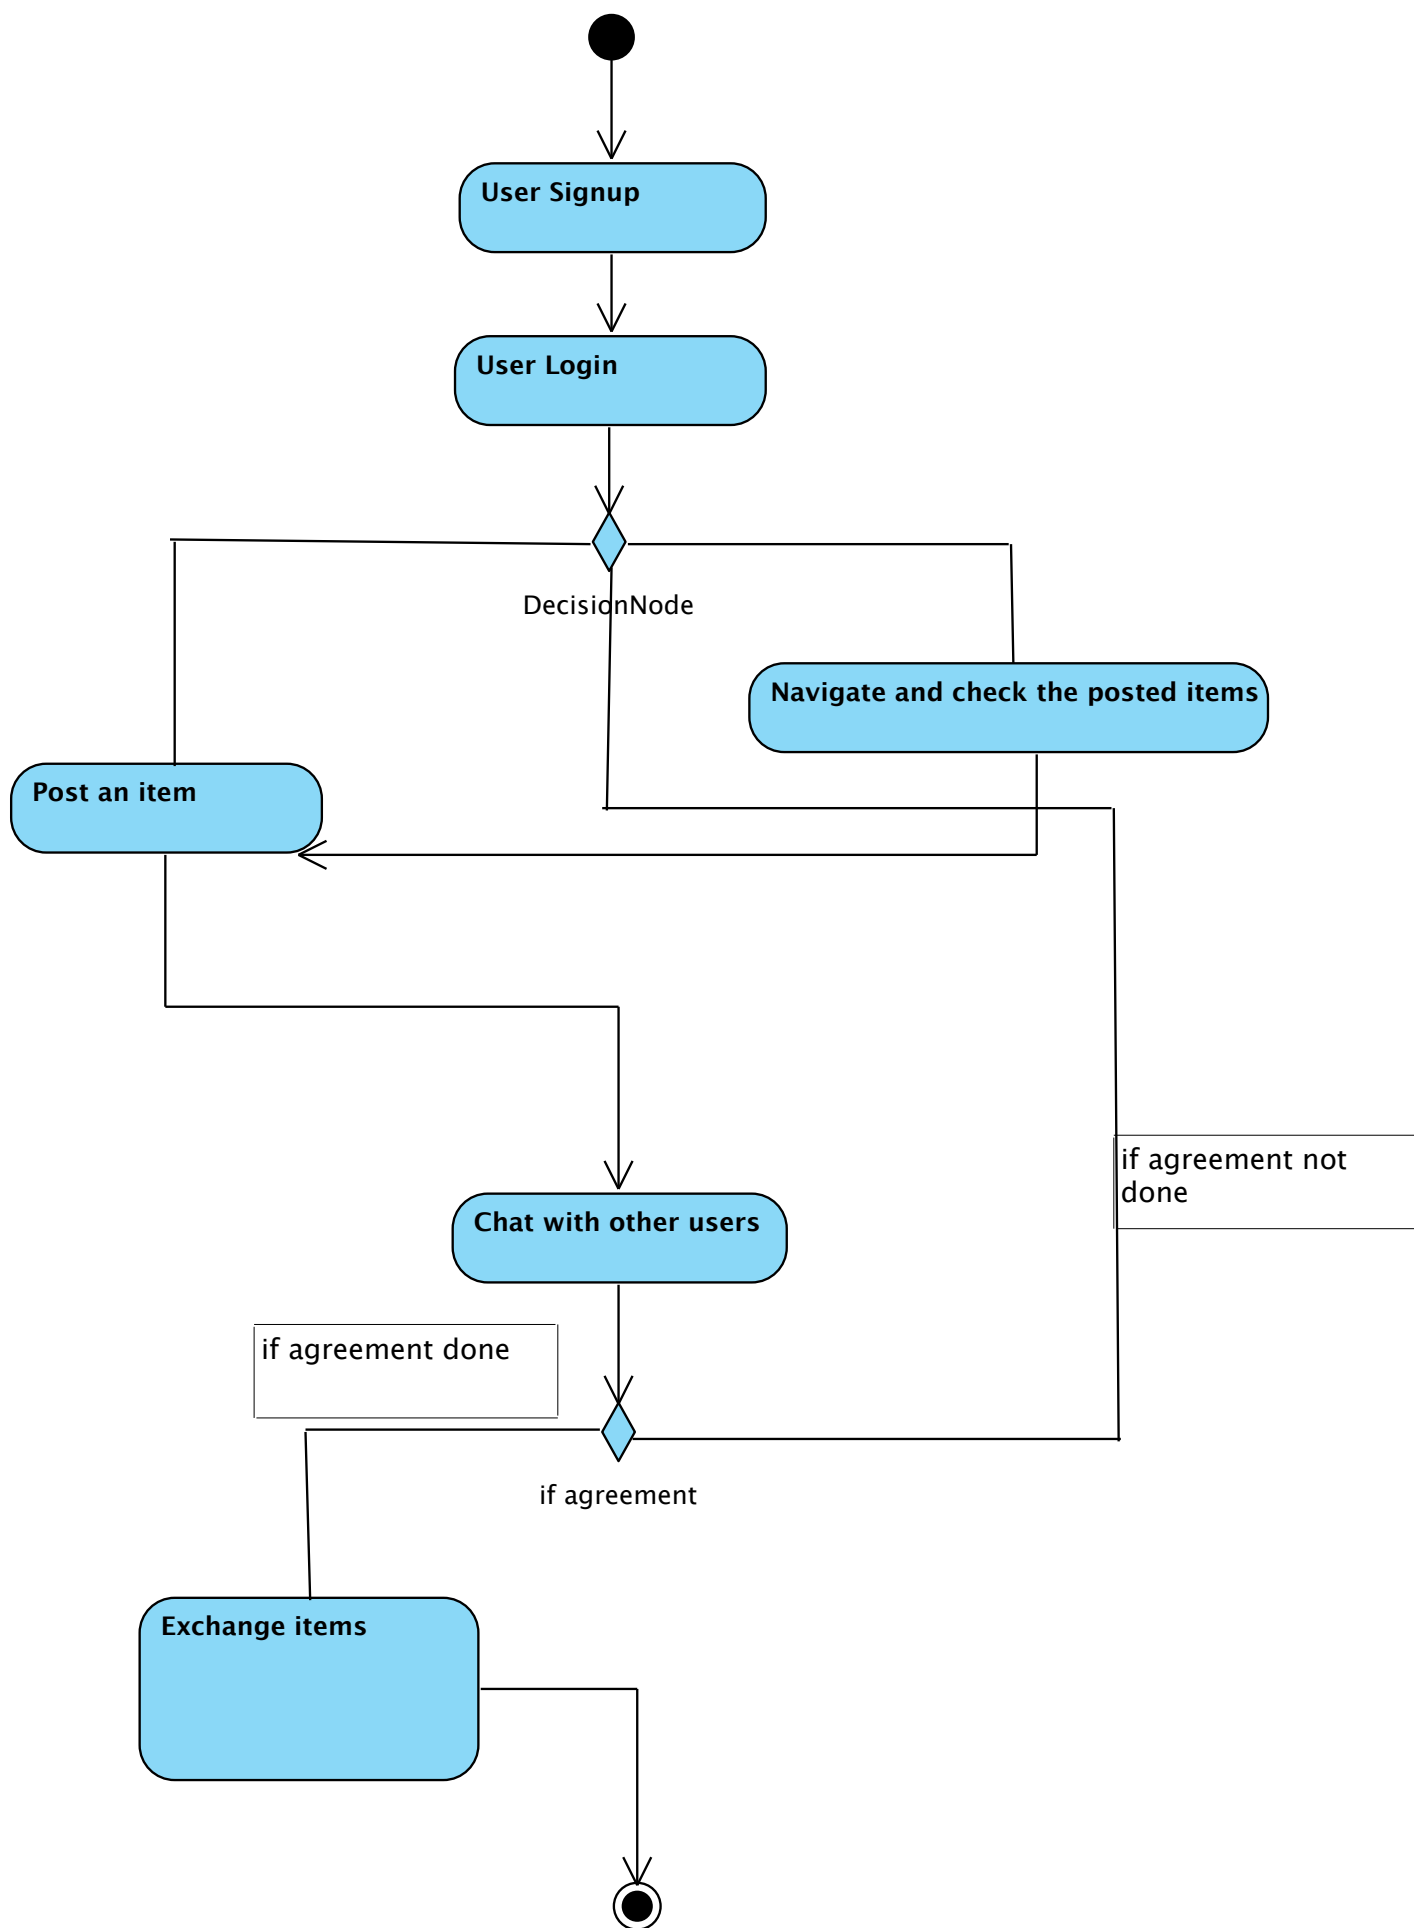 User Signup
User Login
DecisionNode
Navigate and check the posted items
Post an item
if agreement not
done
Chat with other users
if agreement done
if agreement
Exchange items